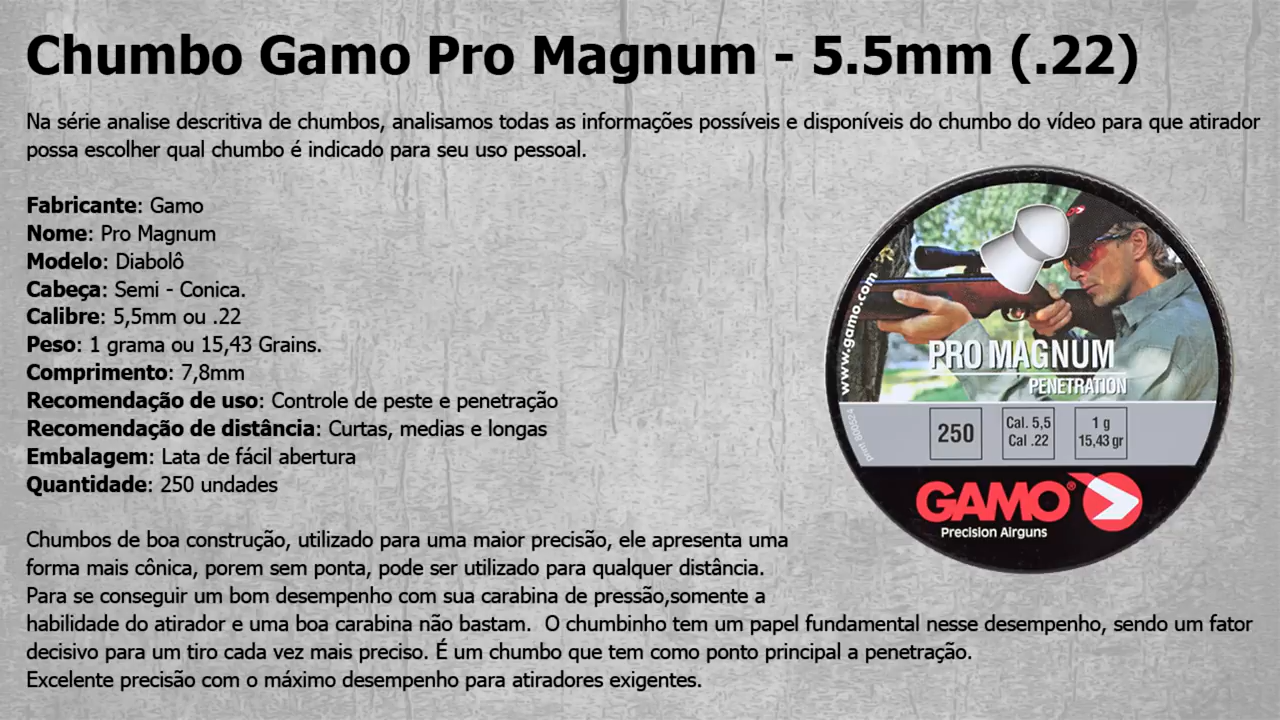 Chumbo Gamo Pro Magnum - 5.5mm (.22)
Na série analise descritiva de chumbos, analisamos todas as informações possíveis e disponíveis do chumbo do vídeo para que atirador
possa escolher qual chumbo é indicado para seu uso pessoal.
Fabricante: Gamo
Nome: Pro Magnum
Modelo: Diabolô
Cabeça: Semi - Conica.
Calibre: 5,5mm ou .22
Peso: 1 grama ou 15,43 Grains.
Comprimento: 7,8mm
Recomendação de uso: Controle de peste e penetração
Recomendação de distância: Curtas, medias e longas
Embalagem: Lata de fácil abertura
Quantidade: 250 undades
Chumbos de boa construção, utilizado para uma maior precisão, ele apresenta uma
forma mais cônica, porem sem ponta, pode ser utilizado para qualquer distância.
Para se conseguir um bom desempenho com sua carabina de pressão,somente a
habilidade do atirador e uma boa carabina não bastam.  O chumbinho tem um papel fundamental nesse desempenho, sendo um fator
decisivo para um tiro cada vez mais preciso. É um chumbo que tem como ponto principal a penetração.
Excelente precisão com o máximo desempenho para atiradores exigentes.
www.gamo.com
PRO MAGNUM
PENETRATION
print 800524
250
Cal. 5,5
Cal .22
1 g
15,43 gr
GAMO®
Precision Airguns